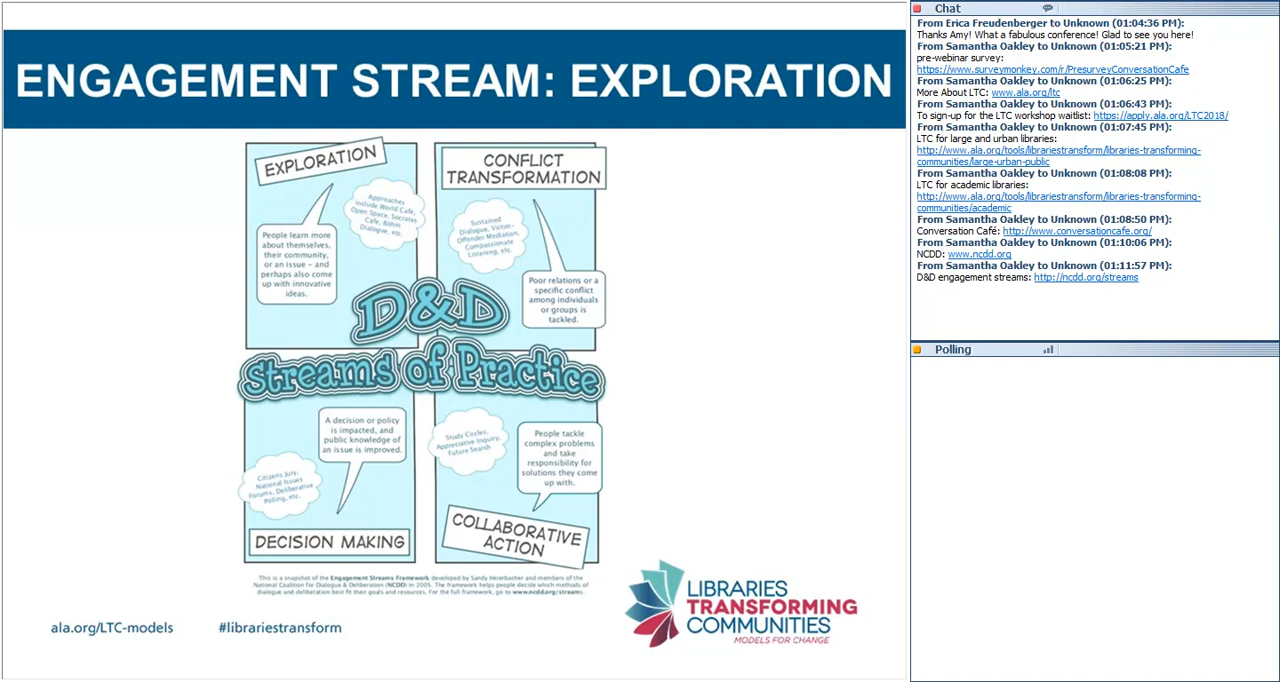 ENGAGEMENT STREAM: EXPLORATION
EXPLORATION
Approaches
include World Cafe,
Open Space, Socrates
Cafe, Bohm
Dialogue, etc.
People learn more
about themselves,
their community,
or an issue – and
perhaps also come
up with innovative
ideas.
CONFLICT
TRANSFORMATION
Sustained
Dialogue, Victim-
Offender Mediation,
Compassionate
Listening, etc.
Poor relations or a
specific conflict
among individuals
or groups is
tackled.
D&D
Streams of Practice
A decision or policy
is impacted, and
public knowledge of
an issue is improved.
Citizens Jury,
National Issues
Forums, Deliberative
Polling, etc.
DECISION MAKING
Study Circles,
Appreciative Inquiry,
Future Search
People tackle
complex problems
and take
responsibility for
solutions they come
up with.
COLLABORATIVE
ACTION
This is a snapshot of the Engagement Streams Framework developed by Sandy Heierbacher and members of the
National Coalition for Dialogue & Deliberation (NCDD) in 2005. The framework helps people decide which methods of
dialogue and deliberation best fit their goals and resources. For the full framework, go to www.ncdd.org/streams.
ala.org/LTC-models
#librariestransform
LIBRARIES
TRANSFORMING
COMMUNITIES
MODELS FOR CHANGE
Chat
From Erica Freudenberger to Unknown (01:04:36 PM):
Thanks Amy! What a fabulous conference! Glad to see you here!
From Samantha Oakley to Unknown (01:05:21 PM):
pre-webinar survey:
https://www.surveymonkey.com/r/PresurveyConversationCafe
From Samantha Oakley to Unknown (01:06:25 PM):
More About LTC: www.ala.org/ltc
From Samantha Oakley to Unknown (01:06:43 PM):
To sign-up for the LTC workshop waitlist: https://apply.ala.org/LTC2018/
From Samantha Oakley to Unknown (01:07:45 PM):
LTC for large and urban libraries:
http://www.ala.org/tools/librariestransform/libraries-transforming-
communities/large-urban-public
From Samantha Oakley to Unknown (01:08:08 PM):
LTC for academic libraries:
http://www.ala.org/tools/librariestransform/libraries-transforming-
communities/academic
From Samantha Oakley to Unknown (01:08:50 PM):
Conversation Café: http://www.conversationcafe.org/
From Samantha Oakley to Unknown (01:10:06 PM):
NCDD: www.ncdd.org
From Samantha Oakley to Unknown (01:11:57 PM):
D&D engagement streams: http://ncdd.org/streams
Polling